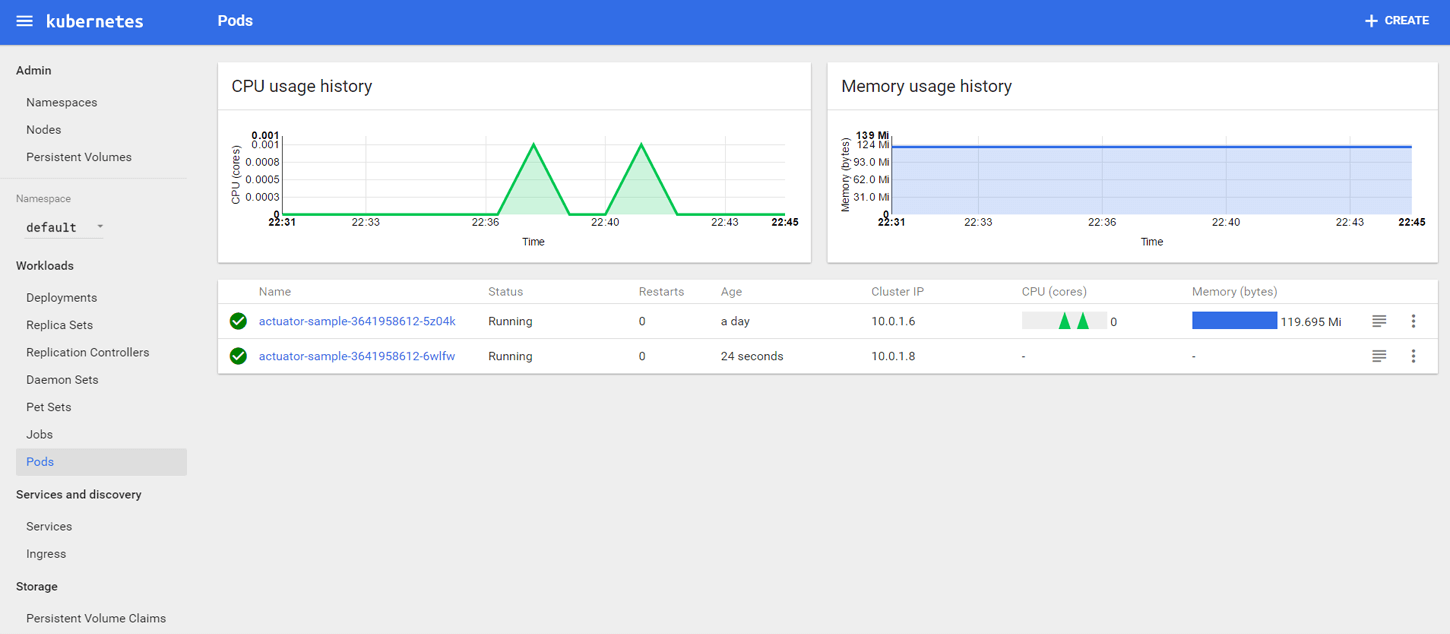 kubernetes
Pods
CREATE
Admin
Namespaces
Nodes
Persistent Volumes
Namespace
default
Workloads
Deployments
Replica Sets
Replication Controllers
Daemon Sets
Pet Sets
Jobs
Pods
Services and discovery
Services
Ingress
Storage
Persistent Volume Claims
CPU usage history
CPU (cores)
0.001
0.001
0.0008
0.0005
0.0003
0
22:31 22:33 22:36 22:40 22:43 22:45
Time
Memory usage history
Memory (bytes)
139 Mi
124 Mi
93.0 Mi
62.0 Mi
31.0 Mi
0
22:31 22:33 22:36 22:40 22:43 22:45
Time
Name Status Restarts Age Cluster IP CPU (cores) Memory (bytes)
actuator-sample-3641958612-5z04k Running 0 a day 10.0.1.6 0 119.695 Mi
actuator-sample-3641958612-6wlfw Running 0 24 seconds 10.0.1.8 - -